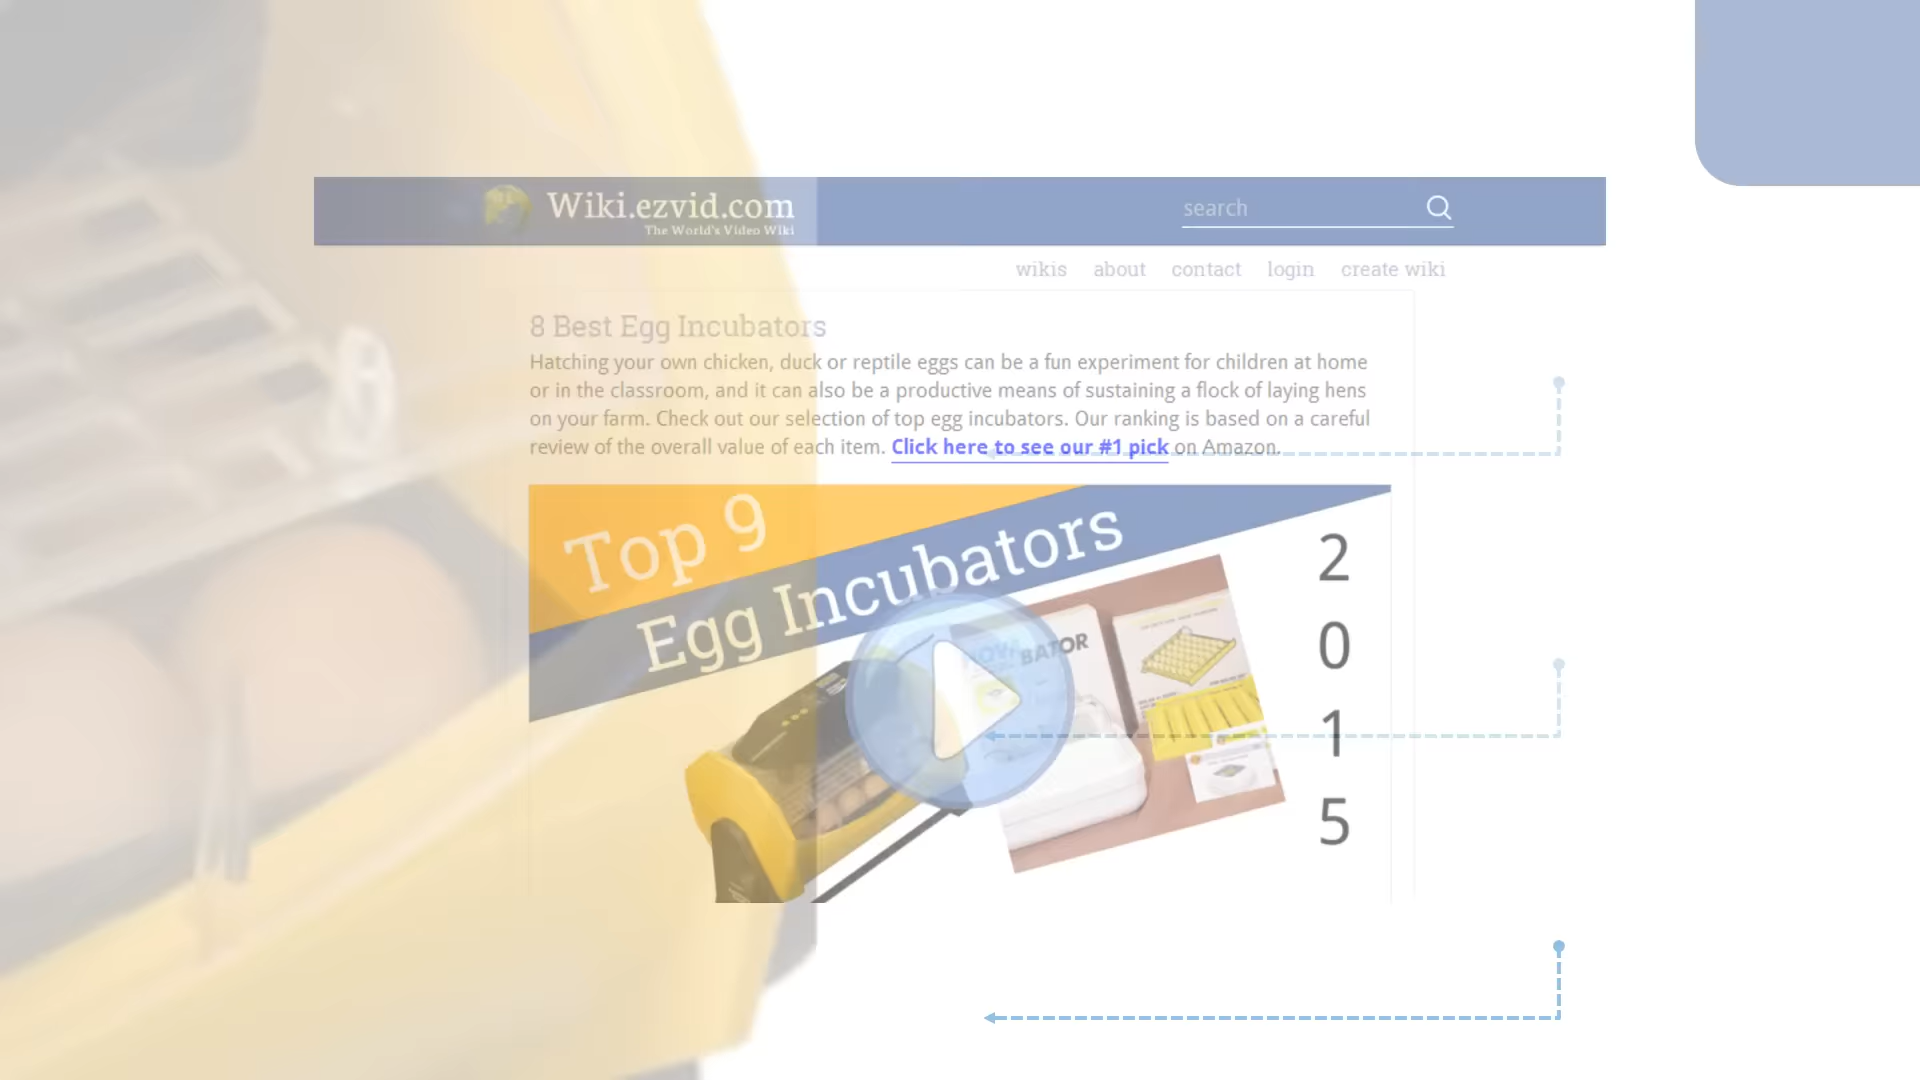 Wiki.ezvid.com
The World's Video Wiki
search
wikis about contact login create wiki
8 Best Egg Incubators
Hatching your own chicken, duck or reptile eggs can be a fun experiment for children at home
or in the classroom, and it can also be a productive means of sustaining a flock of laying hens
on your farm. Check out our selection of top egg incubators. Our ranking is based on a careful
review of the overall value of each item. Click here to see our #1 pick on Amazon.
Top 9
Egg Incubators
2
0
1
5
BATOR